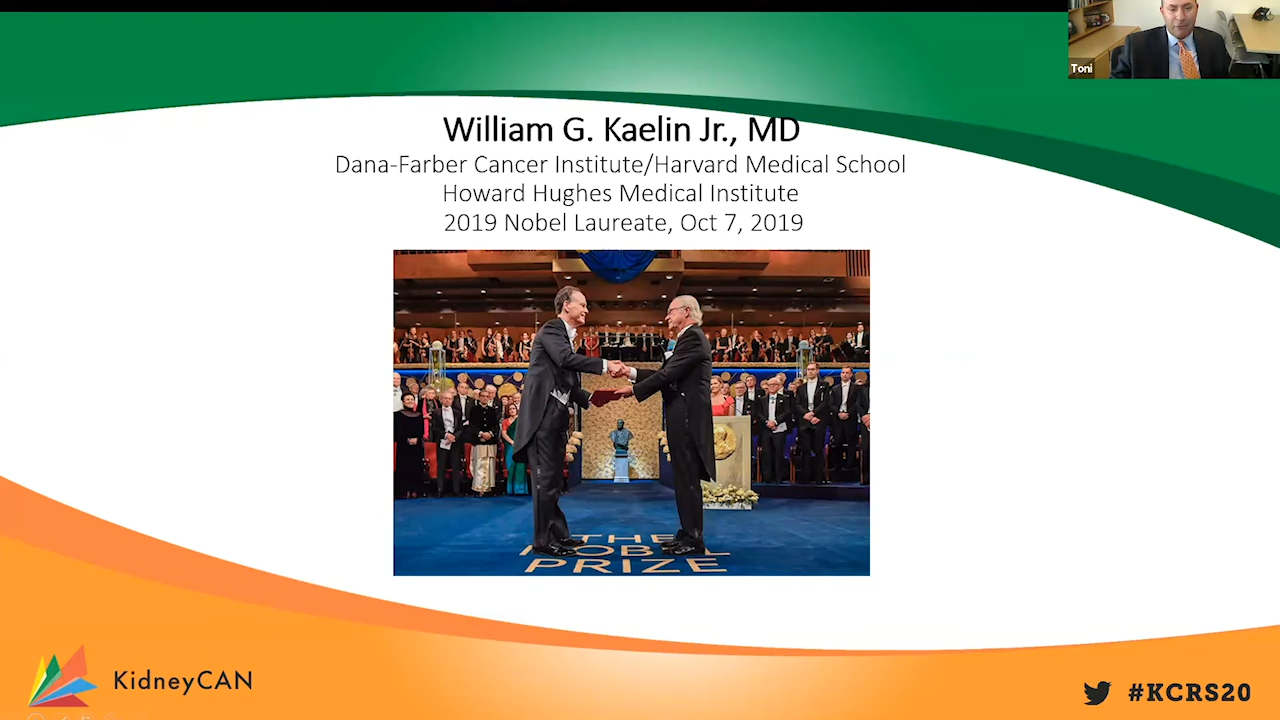 Toni
William G. Kaelin Jr., MD
Dana-Farber Cancer Institute/Harvard Medical School
Howard Hughes Medical Institute
2019 Nobel Laureate, Oct 7, 2019
THE
NOBEL
PRIZE
KidneyCAN
#KCRS20